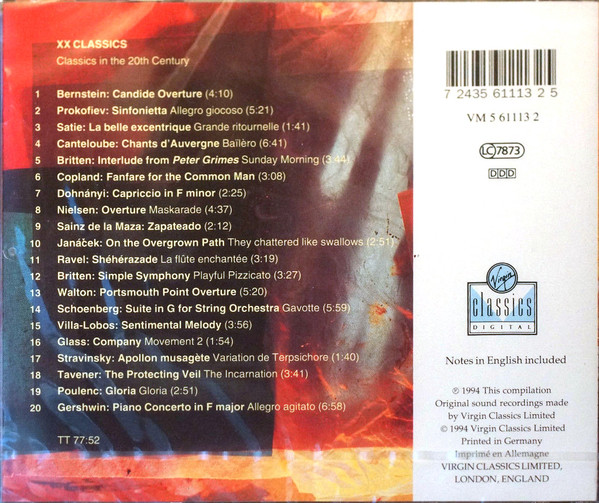 XX CLASSICS
Classics in the 20th Century
1 Bernstein: Candide Overture (4:10)
2 Prokofiev: Sinfonietta Allegro giocoso (5:21)
3 Satie: La belle excentrique Grande ritournelle (1:41)
4 Canteloube: Chants d'Auvergne Baïlèro (6:41)
5 Britten: Interlude from Peter Grimes Sunday Morning (3:44)
6 Copland: Fanfare for the Common Man (3:08)
7 Dohnányi: Capriccio in F minor (2:25)
8 Nielsen: Overture Maskarade (4:37)
9 Sainz de la Maza: Zapateado (2:12)
10 Janáček: On the Overgrown Path They chattered like swallows (2:51)
11 Ravel: Shéhérazade La flûte enchantée (3:19)
12 Britten: Simple Symphony Playful Pizzicato (3:27)
13 Walton: Portsmouth Point Overture (5:20)
14 Schoenberg: Suite in G for String Orchestra Gavotte (5:59)
15 Villa-Lobos: Sentimental Melody (3:56)
16 Glass: Company Movement 2 (1:54)
17 Stravinsky: Apollon musagète Variation de Terpsichore (1:40)
18 Tavener: The Protecting Veil The Incarnation (3:41)
19 Poulenc: Gloria Gloria (2:51)
20 Gershwin: Piano Concerto in F major Allegro agitato (6:58)
TT 77:52
7 24356 11132 5
VM 5 61113 2
LC 7873
DDD
Virgin
classics
DIGITAL
Notes in English included
℗ 1994 This compilation
Original sound recordings made
by Virgin Classics Limited
© 1994 Virgin Classics Limited
Printed in Germany
Imprimé en Allemagne
VIRGIN CLASSICS LIMITED,
LONDON, ENGLAND